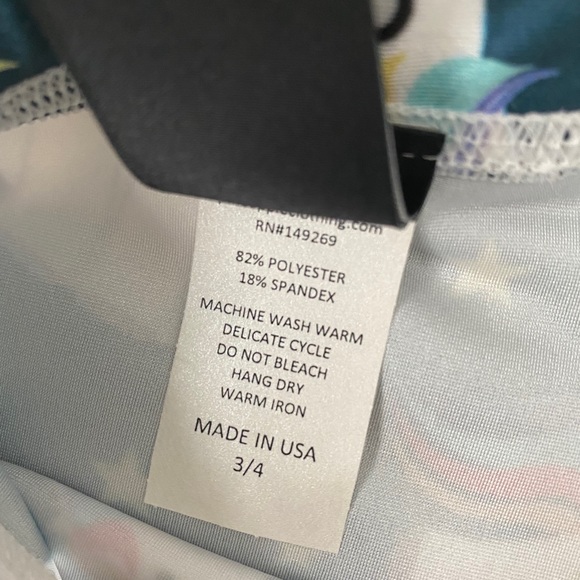 RN#149269
82% POLYESTER
18% SPANDEX
MACHINE WASH WARM
DELICATE CYCLE
DO NOT BLEACH
HANG DRY
WARM IRON
MADE IN USA
3/4